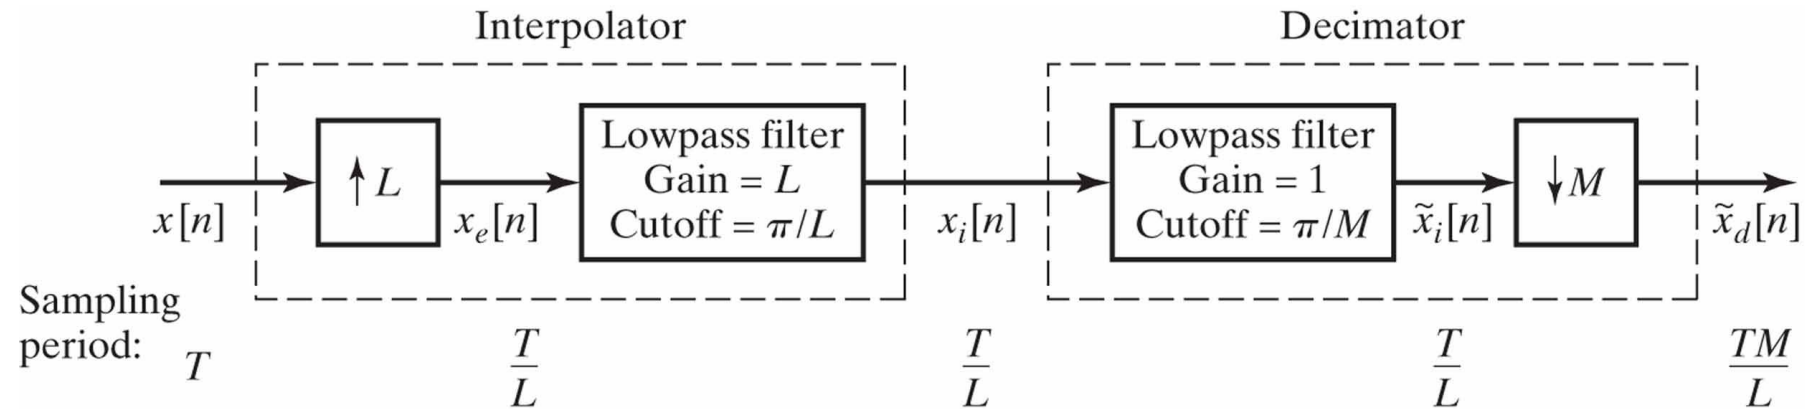 Interpolator
Decimator
↑ L
Lowpass filter
Gain = L
Cutoff = π/L
Lowpass filter
Gain = 1
Cutoff = π/M
↓ M
x[n]
xₑ[n]
xᵢ[n]
x̃ᵢ[n]
x̃_d[n]
Sampling
period:
T
T/L
T/L
T/L
TM/L